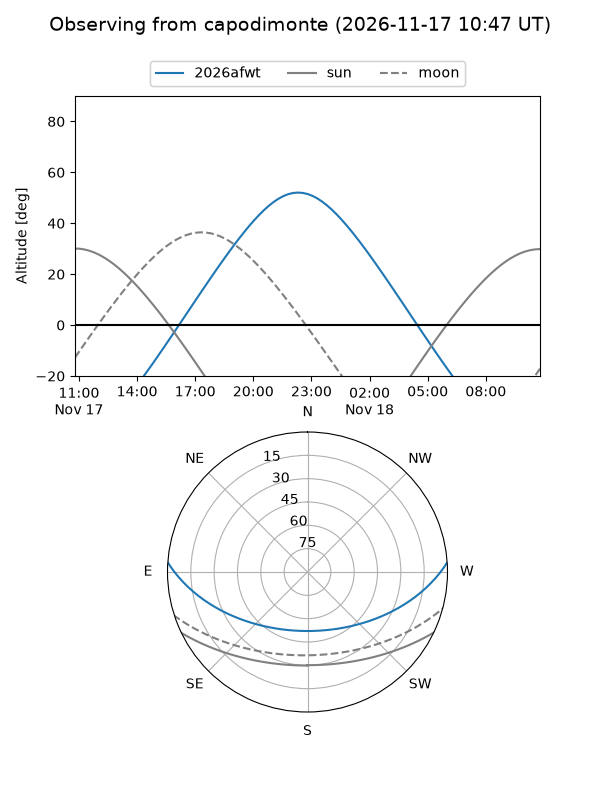 Observing from capodimonte (2026-11-17 10:47 UT)
2026afwt sun moon
Altitude [deg]
80
60
40
20
0
−20
11:00 14:00 17:00 20:00 23:00 02:00 05:00 08:00
Nov 17 Nov 18
N
NE NW
15
30
45
60
75
E W
SE SW
S